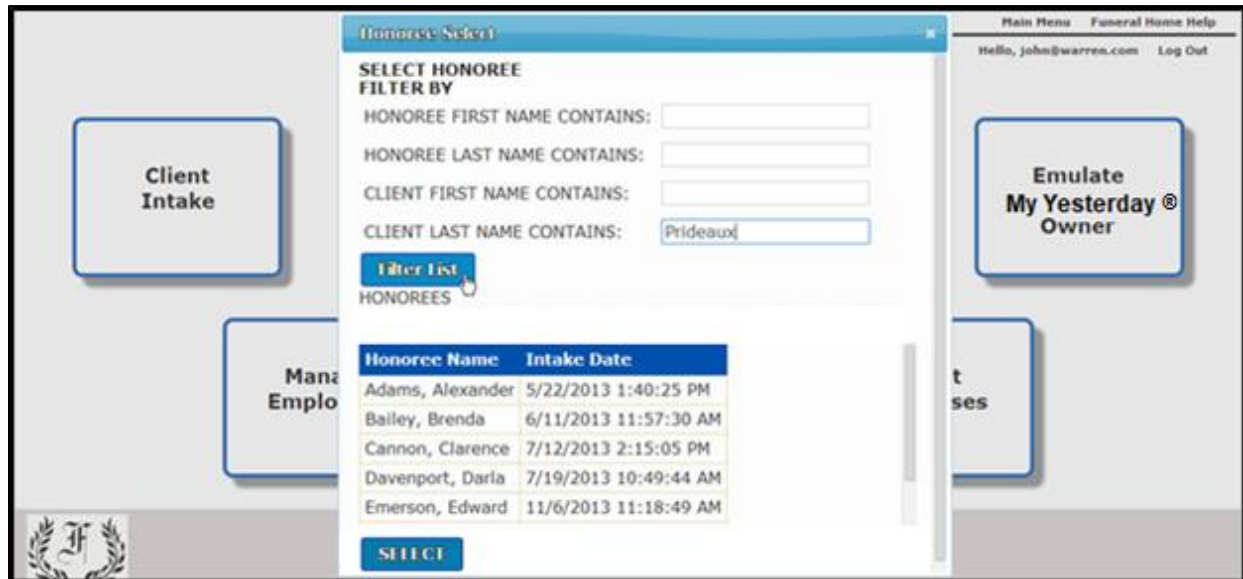 Main Menu Funeral Home Help
Hello, john@warren.com Log Out
Honoree Select
SELECT HONOREE
FILTER BY
HONOREE FIRST NAME CONTAINS:
HONOREE LAST NAME CONTAINS:
CLIENT FIRST NAME CONTAINS:
CLIENT LAST NAME CONTAINS: Prideaux
Filter List
HONOREES
Honoree Name Intake Date
Adams, Alexander 5/22/2013 1:40:25 PM
Bailey, Brenda 6/11/2013 11:57:30 AM
Cannon, Clarence 7/12/2013 2:15:05 PM
Davenport, Darla 7/19/2013 10:49:44 AM
Emerson, Edward 11/6/2013 11:18:49 AM
SELECT
Client
Intake
Emulate
My Yesterday ®
Owner
Mana
Emplo
t
ses
F